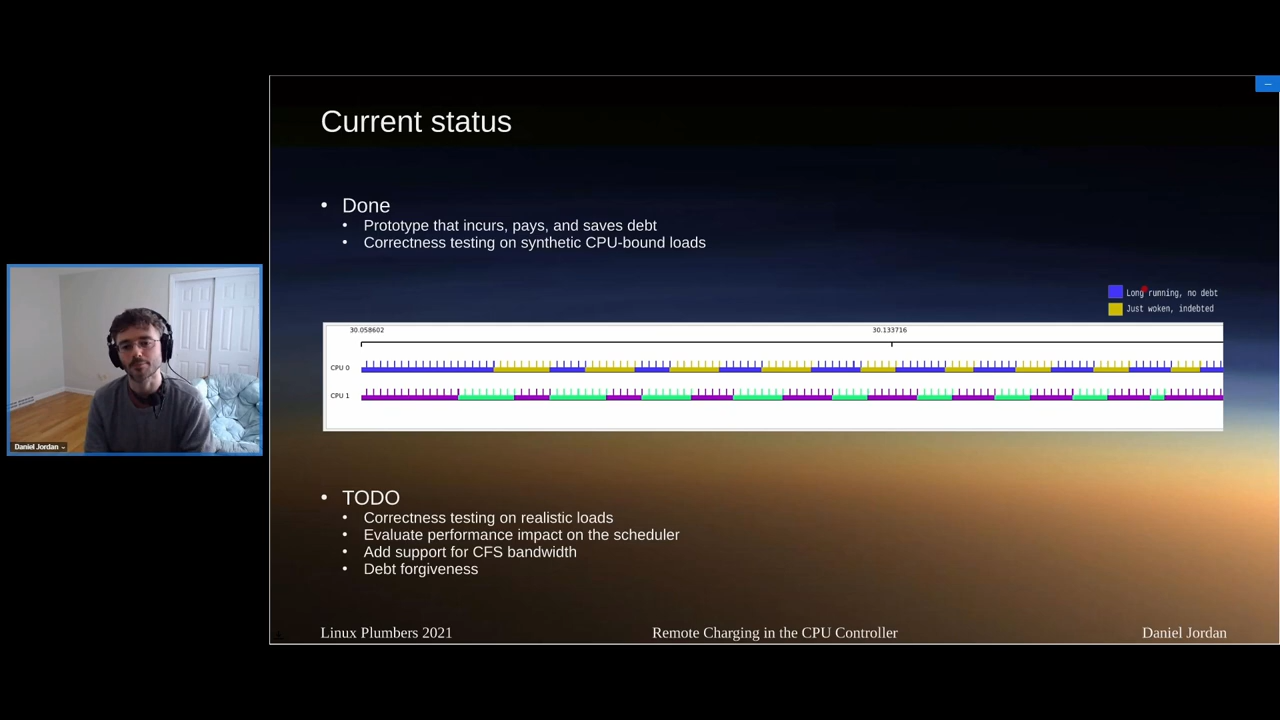 Current status
Done
Prototype that incurs, pays, and saves debt
Correctness testing on synthetic CPU-bound loads
Long running, no debt
Just woken, indebted
30.058602
30.133716
CPU 0
CPU 1
Daniel Jordan
TODO
Correctness testing on realistic loads
Evaluate performance impact on the scheduler
Add support for CFS bandwidth
Debt forgiveness
Linux Plumbers 2021
Remote Charging in the CPU Controller
Daniel Jordan